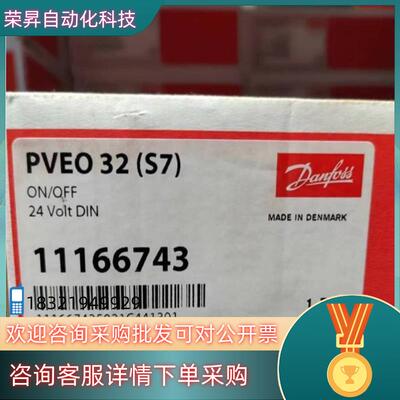 荣昇自动化科技
PVEO 32 (S7)
ON/OFF
24 Volt DIN
Danfoss
MADE IN DENMARK
11166743
18321949929
欢迎咨询采购批发可对公开票
咨询客服详情下单采购